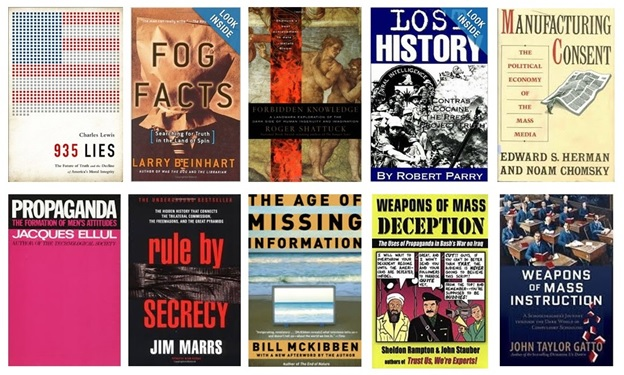 Charles Lewis
935 LIES
The Future of Truth and the Decline
of America's Moral Integrity
LOOK
INSIDE
FOG
FACTS
Searching for Truth
in the Land of Spin
LARRY BEINHART
AUTHOR OF WAG THE DOG AND THE LIBRARIAN
FORBIDDEN KNOWLEDGE
A LANDMARK EXPLORATION OF THE
DARK SIDE OF HUMAN INGENUITY AND IMAGINATION
ROGER SHATTUCK
LOOK
INSIDE
LOST
HISTORY
CONTRAS,
COCAINE,
THE PRESS &
'PROJECT TRUTH'
BY ROBERT PARRY
MANUFACTURING
CONSENT
THE
POLITICAL
ECONOMY
OF THE
MASS
MEDIA
EDWARD S. HERMAN
AND NOAM CHOMSKY
PROPAGANDA
THE FORMATION OF MEN'S ATTITUDES
JACQUES ELLUL
AUTHOR OF THE TECHNOLOGICAL SOCIETY
THE UNDERGROUND BESTSELLER
THE HIDDEN HISTORY THAT CONNECTS
THE TRILATERAL COMMISSION,
THE FREEMASONS, AND THE GREAT PYRAMIDS
rule by
SECRECY
JIM MARRS
THE AGE OF
MISSING
INFORMATION
BILL MCKIBBEN
WITH A NEW AFTERWORD BY THE AUTHOR
Author of The End of Nature
WEAPONS OF MASS
DECEPTION
The Uses of Propaganda in Bush's War on Iraq
Sheldon Rampton & John Stauber
authors of Trust Us, We're Experts!
WEAPONS
OF MASS
INSTRUCTION
A Schoolteacher's Journey
through the Dark World of
Compulsory Schooling
JOHN TAYLOR GATTO
Author of the Bestselling Dumbing Us Down